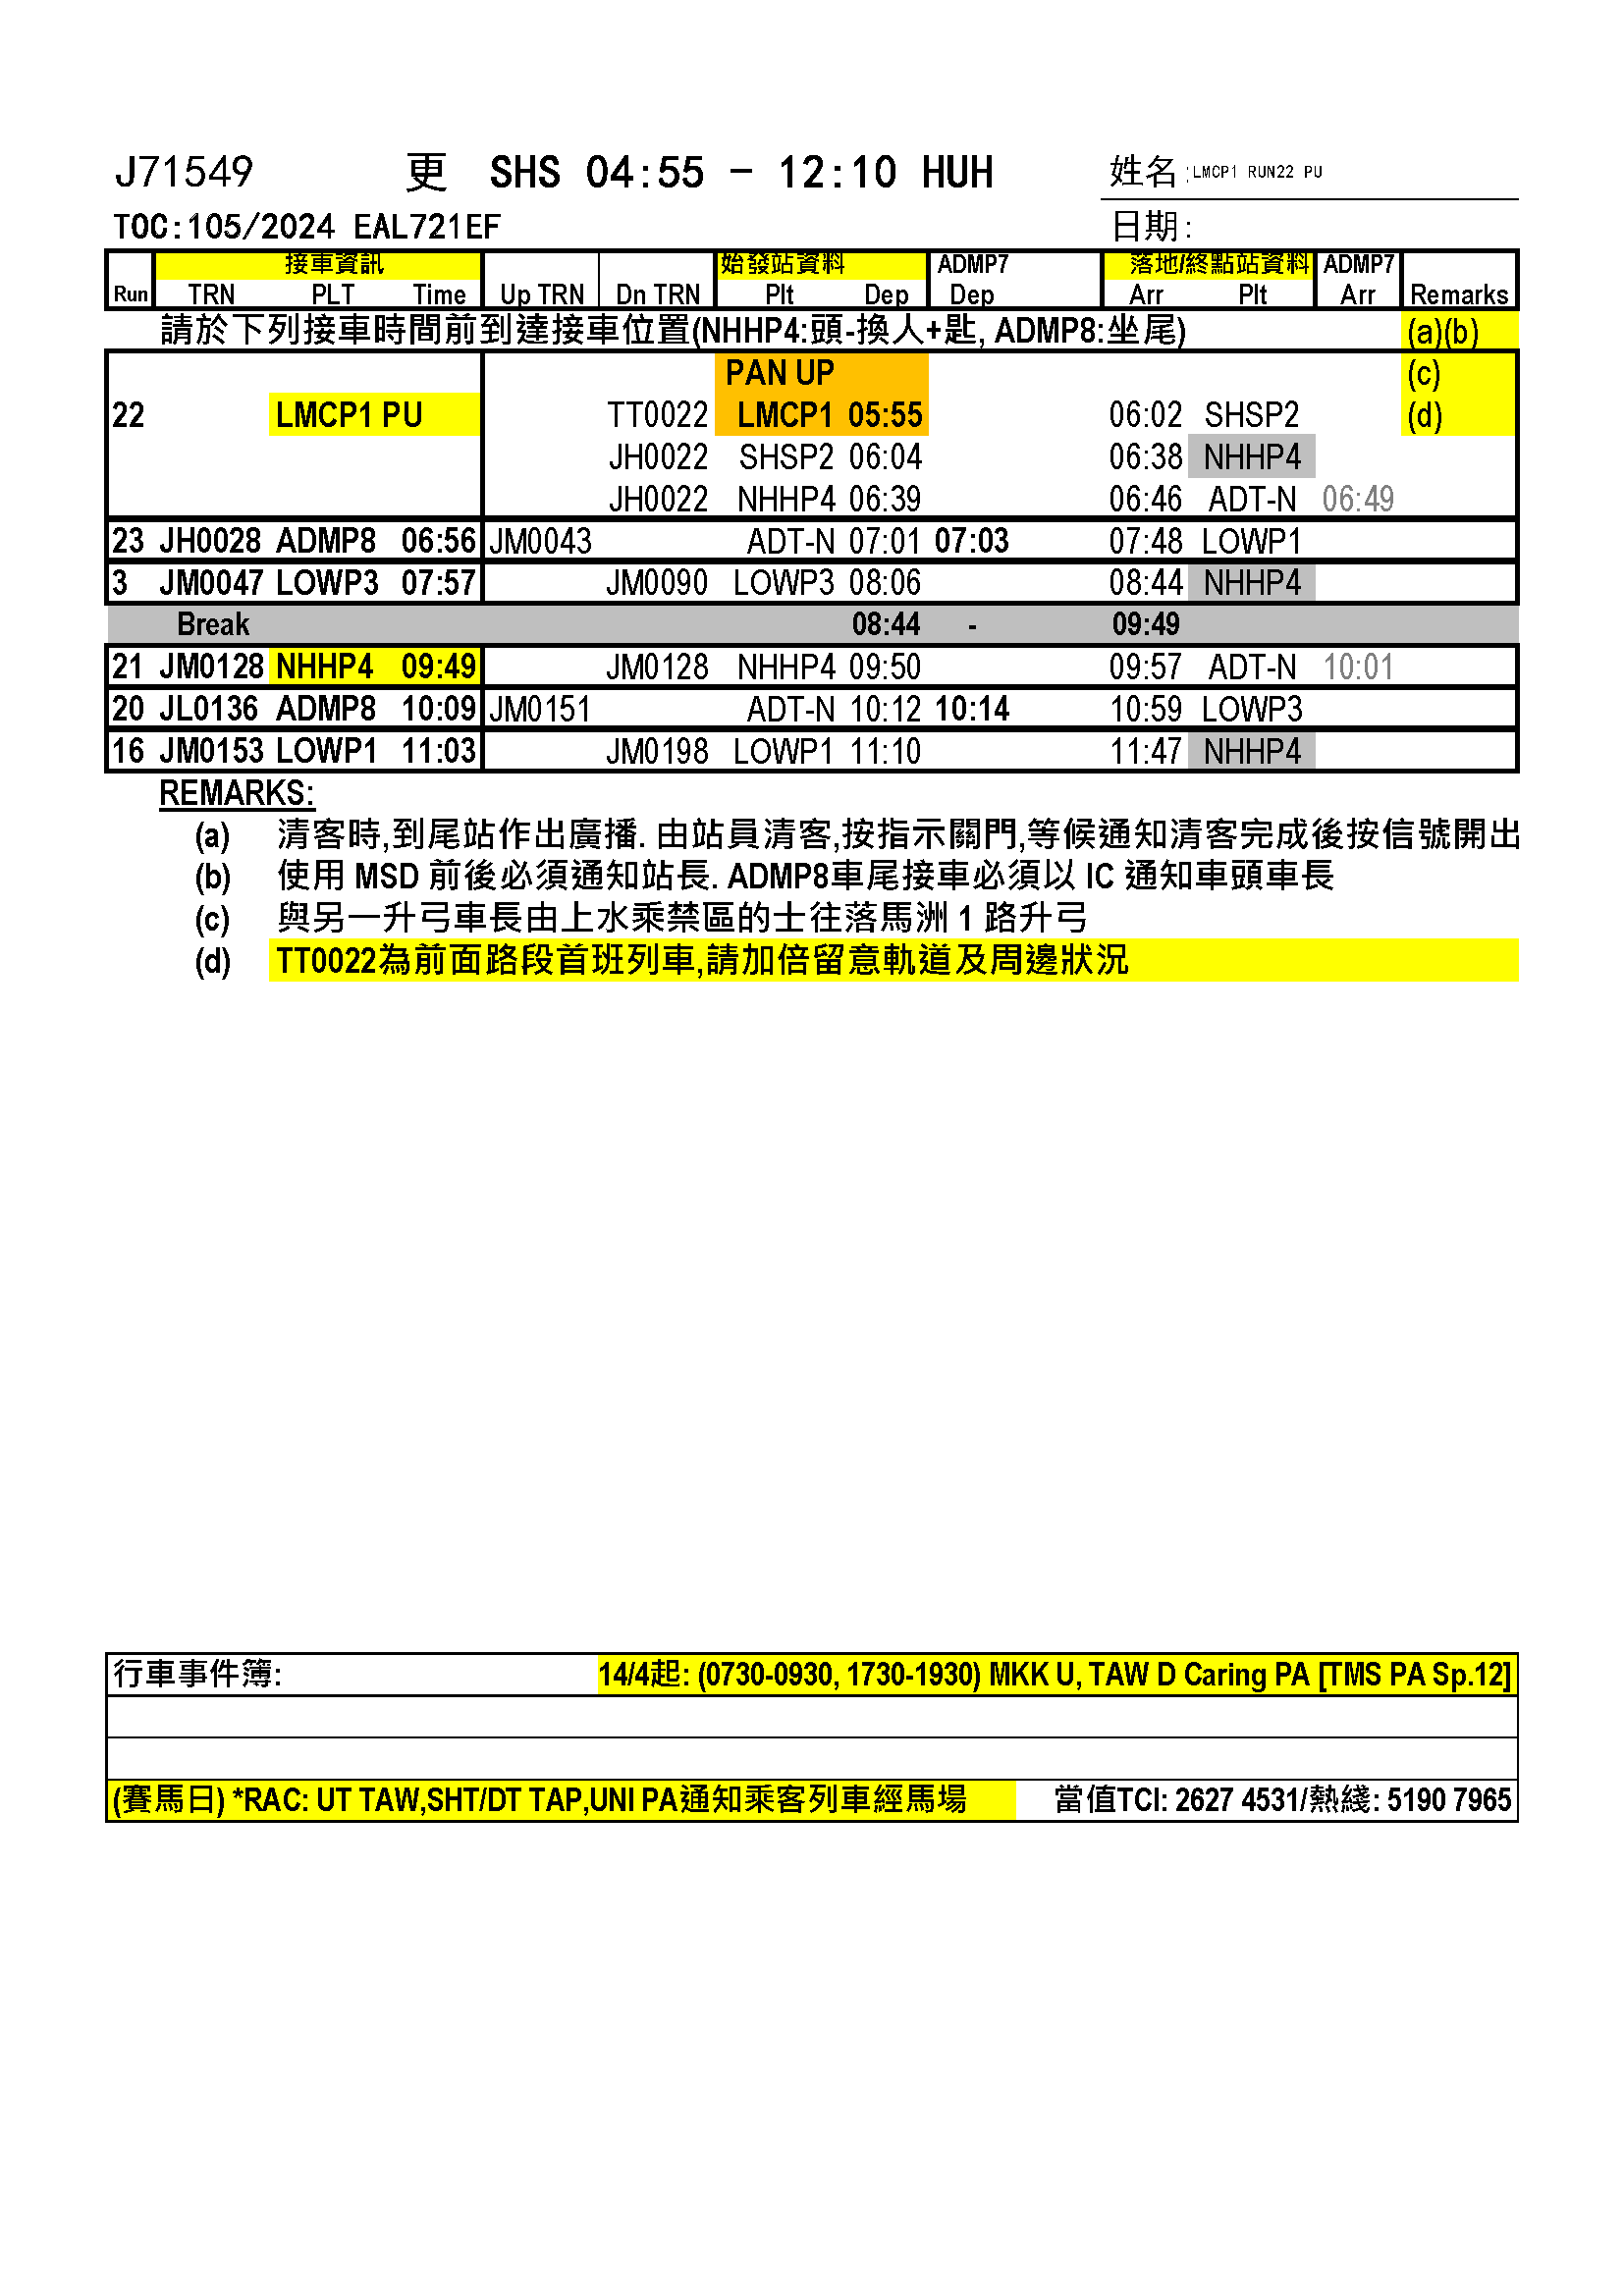 J71549 更 SHS 04:55 - 12:10 HUH 姓名:LMCP1 RUN22 PU
TOC:105/2024 EAL721EF 日期:
接車資訊 始發站資料 ADMP7 落地/終點站資料 ADMP7
Run TRN PLT Time Up TRN Dn TRN Plt Dep Dep Arr Plt Arr Remarks
請於下列接車時間前到達接車位置(NHHP4:頭-換人+匙, ADMP8:坐尾) (a)(b)
PAN UP (c)
22 LMCP1 PU TT0022 LMCP1 05:55 06:02 SHSP2 (d)
JH0022 SHSP2 06:04 06:38 NHHP4
JH0022 NHHP4 06:39 06:46 ADT-N 06:49
23 JH0028 ADMP8 06:56 JM0043 ADT-N 07:01 07:03 07:48 LOWP1
3 JM0047 LOWP3 07:57 JM0090 LOWP3 08:06 08:44 NHHP4
Break 08:44 - 09:49
21 JM0128 NHHP4 09:49 JM0128 NHHP4 09:50 09:57 ADT-N 10:01
20 JL0136 ADMP8 10:09 JM0151 ADT-N 10:12 10:14 10:59 LOWP3
16 JM0153 LOWP1 11:03 JM0198 LOWP1 11:10 11:47 NHHP4
REMARKS:
(a) 清客時,到尾站作出廣播. 由站員清客,按指示關門,等候通知清客完成後按信號開出
(b) 使用 MSD 前後必須通知站長. ADMP8車尾接車必須以 IC 通知車頭車長
(c) 與另一升弓車長由上水乘禁區的士往落馬洲 1 路升弓
(d) TT0022為前面路段首班列車,請加倍留意軌道及周邊狀況
行車事件簿: 14/4起: (0730-0930, 1730-1930) MKK U, TAW D Caring PA [TMS PA Sp.12]
(賽馬日) *RAC: UT TAW,SHT/DT TAP,UNI PA通知乘客列車經馬場 當值TCI: 2627 4531/熱綫: 5190 7965